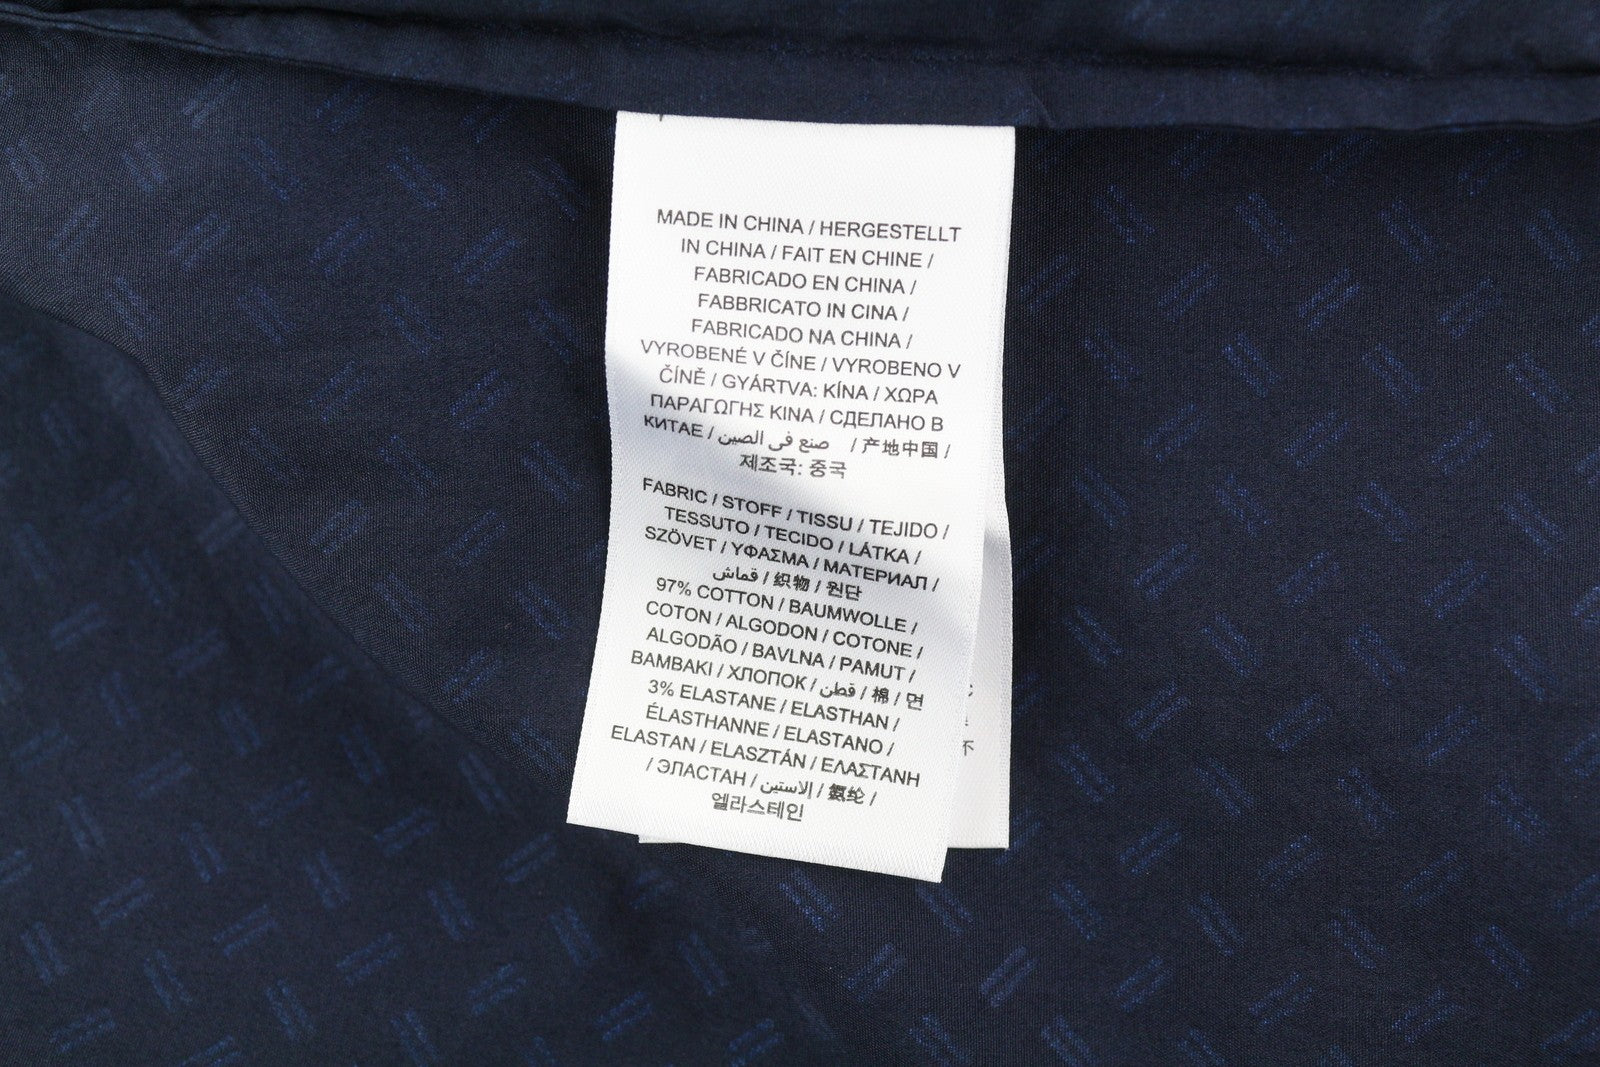 MADE IN CHINA / HERGESTELLT
IN CHINA / FAIT EN CHINE /
FABRICADO EN CHINA /
FABBRICATO IN CINA /
FABRICADO NA CHINA /
VYROBENÉ V ČÍNE / VYROBENO V
ČÍNĚ / GYÁRTVA: KÍNA / ΧΩΡΑ
ΠΑΡΑΓΩΓΗΣ ΚΙΝΑ / СДЕЛАНО В
КИТАЕ / صنع في الصين / 产地中国 /
제조국: 중국
FABRIC / STOFF / TISSU / TEJIDO /
TESSUTO / TECIDO / LÁTKA /
SZÖVET / ΥΦΑΣΜΑ / МАТЕРИАЛ /
قماش / 织物 / 원단
97% COTTON / BAUMWOLLE /
COTON / ALGODON / COTONE /
ALGODÃO / BAVLNA / PAMUT /
ΒΑΜΒΑΚΙ / ХЛОПОК / قطن / 棉 / 면
3% ELASTANE / ELASTHAN /
ÉLASTHANNE / ELASTANO /
ELASTAN / ELASZTÁN / ΕΛΑΣΤΑΝΗ
/ ЭЛАСТАН / الاستين / 氨纶 /
엘라스테인